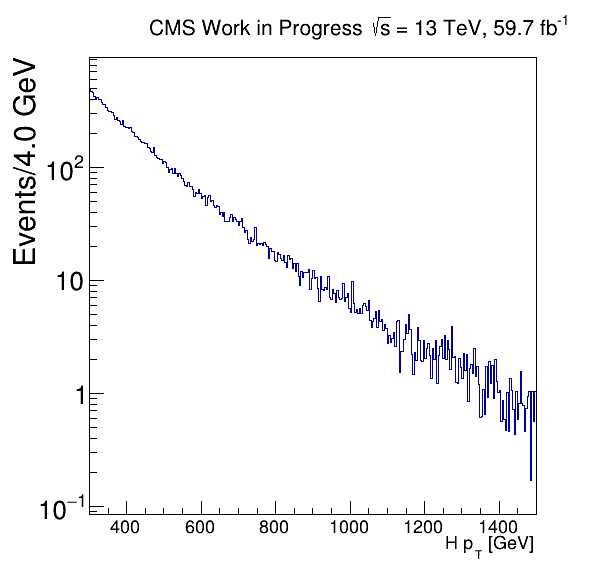 CMS Work in Progress √s = 13 TeV, 59.7 fb⁻¹
Events/4.0 GeV
10²
10
1
10⁻¹
400 600 800 1000 1200 1400
H p_T [GeV]